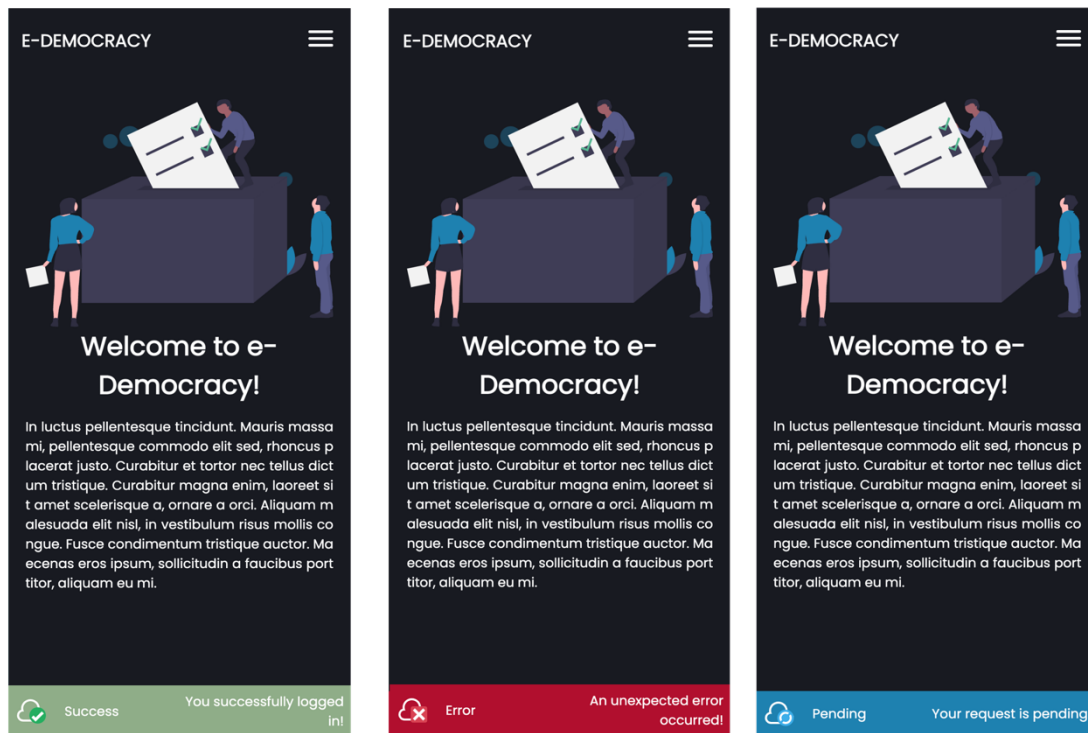 E-DEMOCRACY
Welcome to e-
Democracy!
In luctus pellentesque tincidunt. Mauris massa
mi, pellentesque commodo elit sed, rhoncus p
lacerat justo. Curabitur et tortor nec tellus dict
um tristique. Curabitur magna enim, laoreet si
t amet scelerisque a, ornare a orci. Aliquam m
alesuada elit nisl, in vestibulum risus mollis co
ngue. Fusce condimentum tristique auctor. Ma
ecenas eros ipsum, sollicitudin a faucibus port
titor, aliquam eu mi.
Success
You successfully logged
in!
E-DEMOCRACY
Welcome to e-
Democracy!
In luctus pellentesque tincidunt. Mauris massa
mi, pellentesque commodo elit sed, rhoncus p
lacerat justo. Curabitur et tortor nec tellus dict
um tristique. Curabitur magna enim, laoreet si
t amet scelerisque a, ornare a orci. Aliquam m
alesuada elit nisl, in vestibulum risus mollis co
ngue. Fusce condimentum tristique auctor. Ma
ecenas eros ipsum, sollicitudin a faucibus port
titor, aliquam eu mi.
Error
An unexpected error
occurred!
E-DEMOCRACY
Welcome to e-
Democracy!
In luctus pellentesque tincidunt. Mauris massa
mi, pellentesque commodo elit sed, rhoncus p
lacerat justo. Curabitur et tortor nec tellus dict
um tristique. Curabitur magna enim, laoreet si
t amet scelerisque a, ornare a orci. Aliquam m
alesuada elit nisl, in vestibulum risus mollis co
ngue. Fusce condimentum tristique auctor. Ma
ecenas eros ipsum, sollicitudin a faucibus port
titor, aliquam eu mi.
Pending
Your request is pending